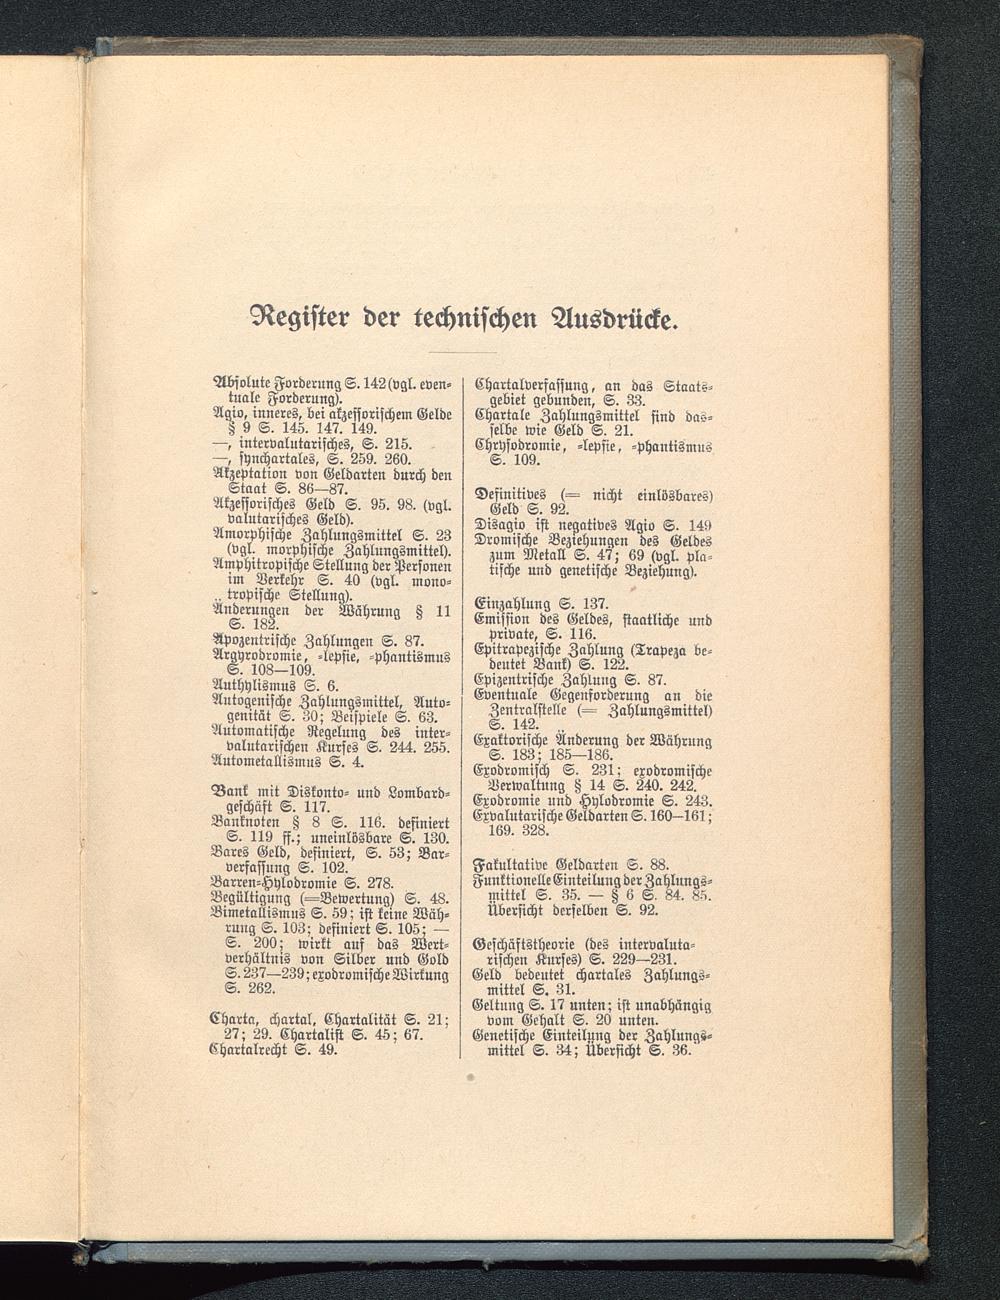 Register der technischen Ausdrücke.
Absolute Forderung S. 142 (vgl. even-
tuale Forderung).
Agio, inneres, bei akzessorischem Gelde
§ 9 S. 145. 147. 149.
—, intervalutarisches, S. 215.
—, synchartales, S. 259. 260.
Akzeptation von Geldarten durch den
Staat S. 86—87.
Akzessorisches Geld S. 95. 98. (vgl.
valutarisches Geld).
Amorphische Zahlungsmittel S. 23
(vgl. morphische Zahlungsmittel).
Amphitropische Stellung der Personen
im Verkehr S. 40 (vgl. mono-
tropische Stellung).
Änderungen der Währung § 11
S. 182.
Apozentrische Zahlungen S. 87.
Argyrodromie, -lepsie, -phantismus
S. 108—109.
Authylismus S. 6.
Autogenische Zahlungsmittel, Auto-
genität S. 30; Beispiele S. 63.
Automatische Regelung des inter-
valutarischen Kurses S. 244. 255.
Autometallismus S. 4.
Bank mit Diskonto- und Lombard-
geschäft S. 117.
Banknoten § 8 S. 116. definiert
S. 119 ff.; uneinlösbare S. 130.
Bares Geld, definiert, S. 53; Bar-
verfassung S. 102.
Barren-Hylodromie S. 278.
Begültigung (=Bewertung) S. 48.
Bimetallismus S. 59; ist keine Wäh-
rung S. 103; definiert S. 105; —
S. 200; wirkt auf das Wert-
verhältnis von Silber und Gold
S. 237—239; exodromische Wirkung
S. 262.
Charta, chartal, Chartalität S. 21;
27; 29. Chartalist S. 45; 67.
Chartalrecht S. 49.
Chartalverfassung, an das Staats-
gebiet gebunden, S. 33.
Chartale Zahlungsmittel sind das-
selbe wie Geld S. 21.
Chrysodromie, -lepsie, -phantismus
S. 109.
Definitives (= nicht einlösbares)
Geld S. 92.
Disagio ist negatives Agio S. 149
Dromische Beziehungen des Geldes
zum Metall S. 47; 69 (vgl. pla-
tische und genetische Beziehung).
Einzahlung S. 137.
Emission des Geldes, staatliche und
private, S. 116.
Epitrapezische Zahlung (Trapeza be-
deutet Bank) S. 122.
Epizentrische Zahlung S. 87.
Eventuale Gegenforderung an die
Zentralstelle (= Zahlungsmittel)
S. 142.
Exaktorische Änderung der Währung
S. 183; 185—186.
Exodromisch S. 231; exodromische
Verwaltung § 14 S. 240. 242.
Exodromie und Hylodromie S. 243.
Exvalutarische Geldarten S. 160—161;
169. 328.
Fakultative Geldarten S. 88.
Funktionelle Einteilung der Zahlungs-
mittel S. 35. — § 6 S. 84. 85.
Übersicht derselben S. 92.
Geschäftstheorie (des intervaluta-
rischen Kurses) S. 229—231.
Geld bedeutet chartales Zahlungs-
mittel S. 31.
Geltung S. 17 unten; ist unabhängig
vom Gehalt S. 20 unten.
Genetische Einteilung der Zahlungs-
mittel S. 34; Übersicht S. 36.